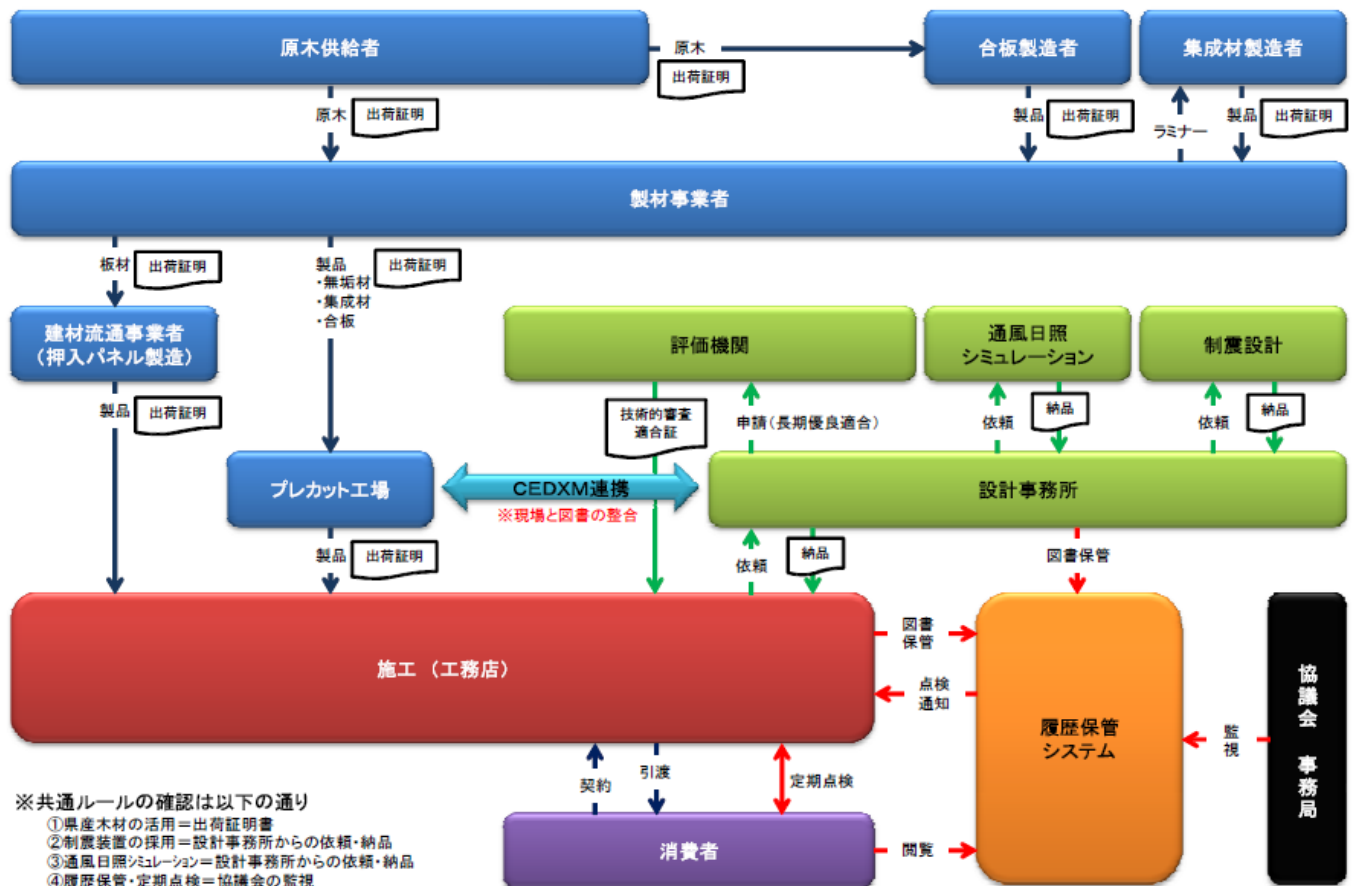 原木供給者
原木
出荷証明
合板製造者
集成材製造者
原木
出荷証明
製品
出荷証明
ラミナー
製品
出荷証明
製材事業者
板材
出荷証明
製品
・無垢材
・集成材
・合板
出荷証明
建材流通事業者
（押入パネル製造）
評価機関
通風日照
シミュレーション
制震設計
製品
出荷証明
技術的審査
適合証
申請（長期優良適合）
依頼
納品
依頼
納品
プレカット工場
CEDXM連携
※現場と図書の整合
設計事務所
製品
出荷証明
依頼
納品
図書保管
施工 （工務店）
図書
保管
点検
通知
履歴保管
システム
監視
協議会 事務局
契約
引渡
定期点検
消費者
閲覧
※共通ルールの確認は以下の通り
①県産木材の活用＝出荷証明書
②制震装置の採用＝設計事務所からの依頼・納品
③通風日照シミュレーション＝設計事務所からの依頼・納品
④履歴保管・定期点検＝協議会の監視